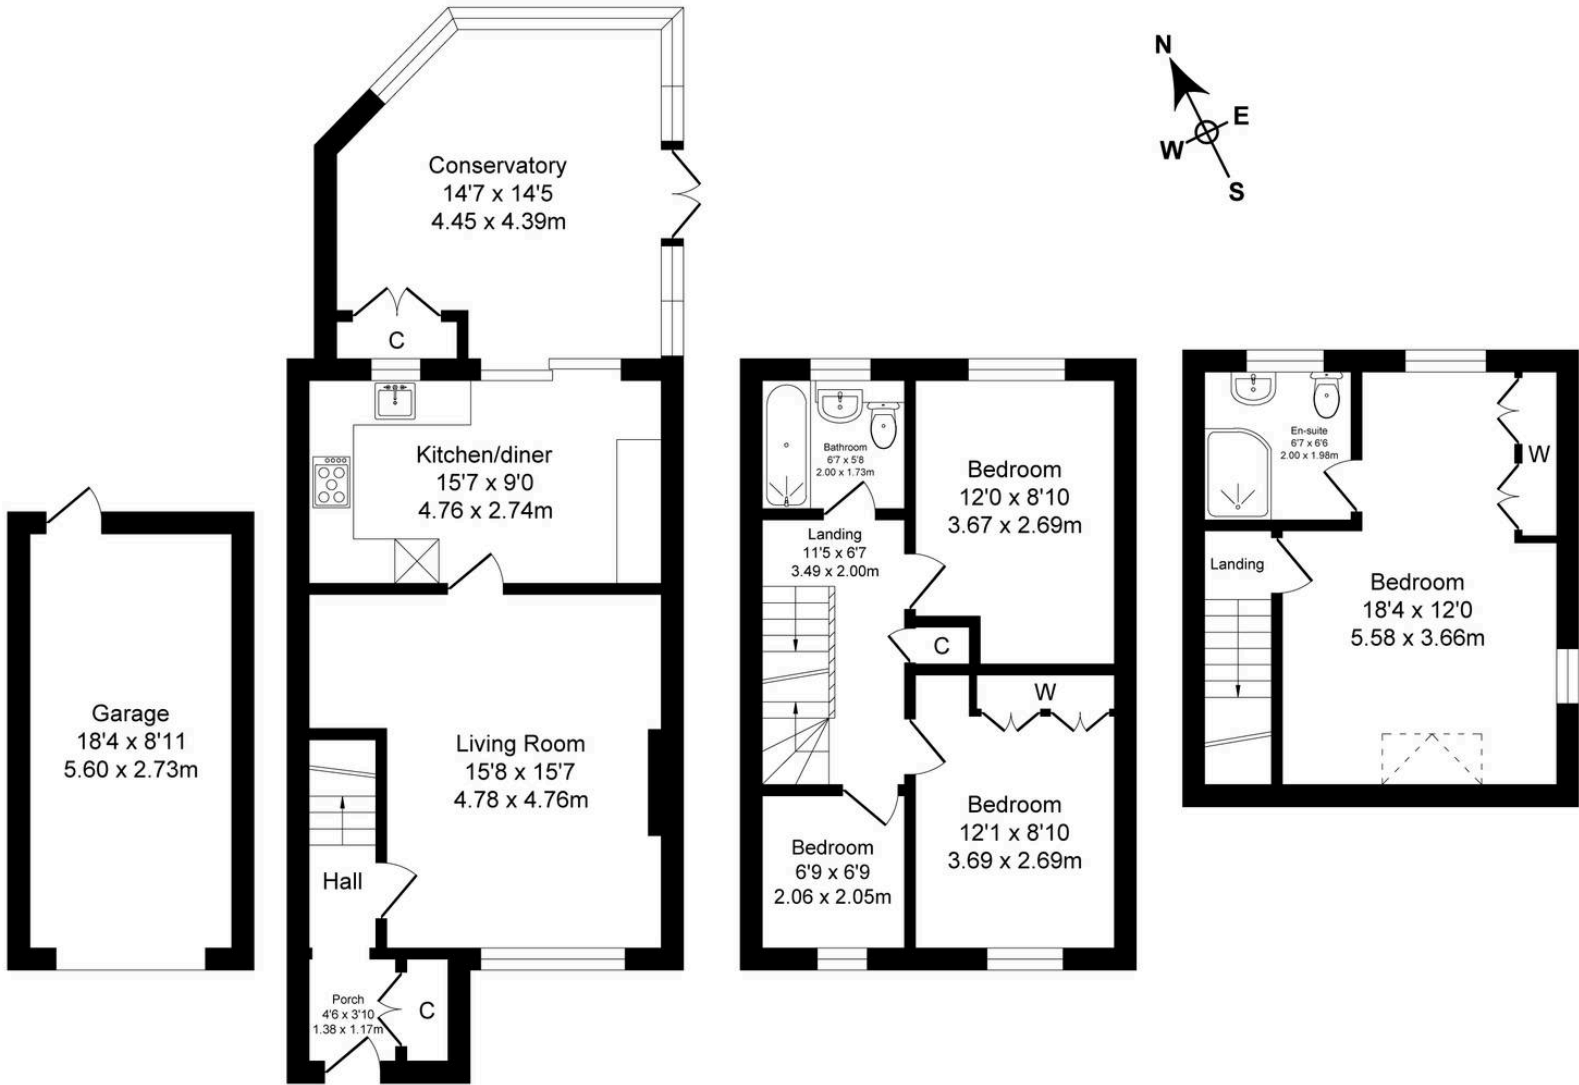 N
E
W
S
Conservatory
14'7 x 14'5
4.45 x 4.39m
C
Kitchen/diner
15'7 x 9'0
4.76 x 2.74m
Garage
18'4 x 8'11
5.60 x 2.73m
Living Room
15'8 x 15'7
4.78 x 4.76m
Hall
Porch
4'6 x 3'10
1.38 x 1.17m
C
Bathroom
6'7 x 5'8
2.00 x 1.73m
Landing
11'5 x 6'7
3.49 x 2.00m
Bedroom
12'0 x 8'10
3.67 x 2.69m
C
W
Bedroom
12'1 x 8'10
3.69 x 2.69m
Bedroom
6'9 x 6'9
2.06 x 2.05m
En-suite
6'7 x 6'6
2.00 x 1.98m
W
Landing
Bedroom
18'4 x 12'0
5.58 x 3.66m